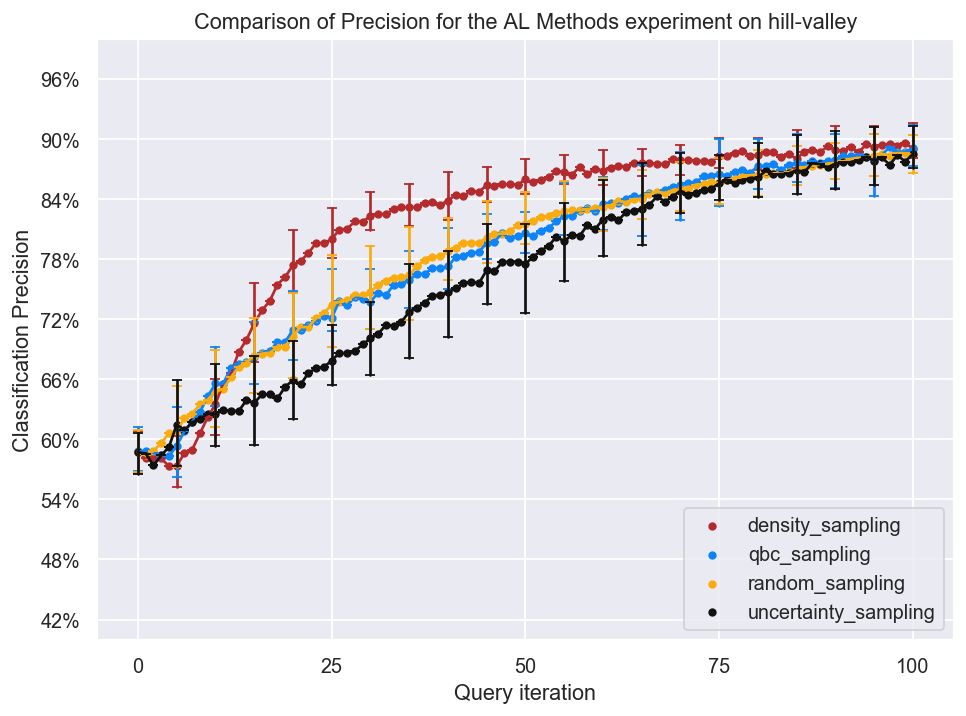 Comparison of Precision for the AL Methods experiment on hill-valley
Classification Precision
96%
90%
84%
78%
72%
66%
60%
54%
48%
42%
0 25 50 75 100
Query iteration
density_sampling
qbc_sampling
random_sampling
uncertainty_sampling